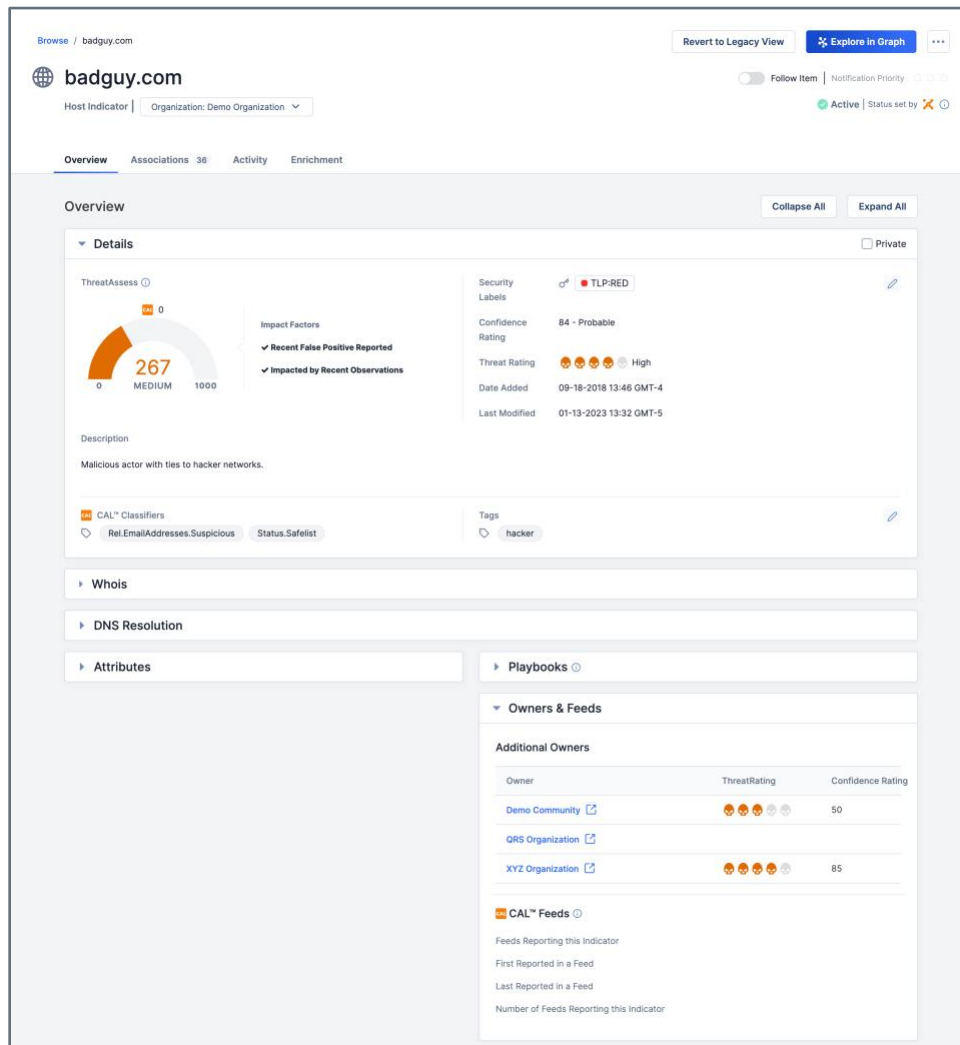 Browse / badguy.com
Revert to Legacy View
Explore in Graph
badguy.com
Follow Item | Notification Priority
Host Indicator | Organization: Demo Organization
Active | Status set by
Overview
Associations 36
Activity
Enrichment
Overview
Collapse All
Expand All
Details
Private
ThreatAssess
CAL 0
267
MEDIUM
0
1000
Impact Factors
✓ Recent False Positive Reported
✓ Impacted by Recent Observations
Security Labels
TLP:RED
Confidence Rating
84 - Probable
Threat Rating
High
Date Added
09-18-2018 13:46 GMT-4
Last Modified
01-13-2023 13:32 GMT-5
Description
Malicious actor with ties to hacker networks.
CAL CAL™ Classifiers
Rel.EmailAddresses.Suspicious
Status.Safelist
Tags
hacker
Whois
DNS Resolution
Attributes
Playbooks
Owners & Feeds
Additional Owners
Owner
ThreatRating
Confidence Rating
Demo Community
50
QRS Organization
XYZ Organization
85
CAL CAL™ Feeds
Feeds Reporting this Indicator
First Reported in a Feed
Last Reported in a Feed
Number of Feeds Reporting this Indicator